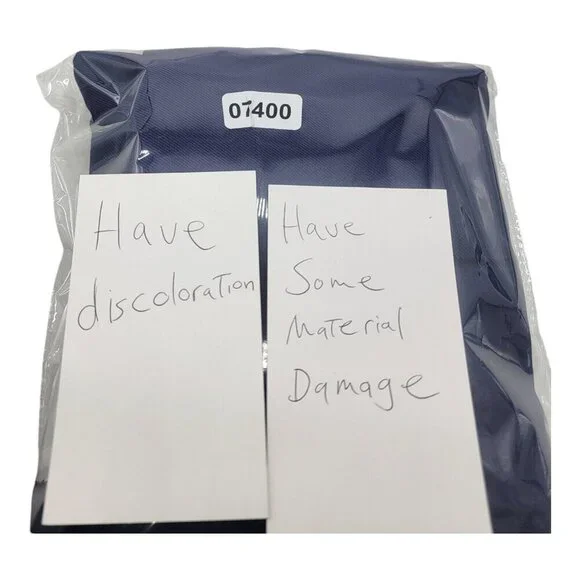 07400
Have
discoloration
Have
Some
Material
Damage